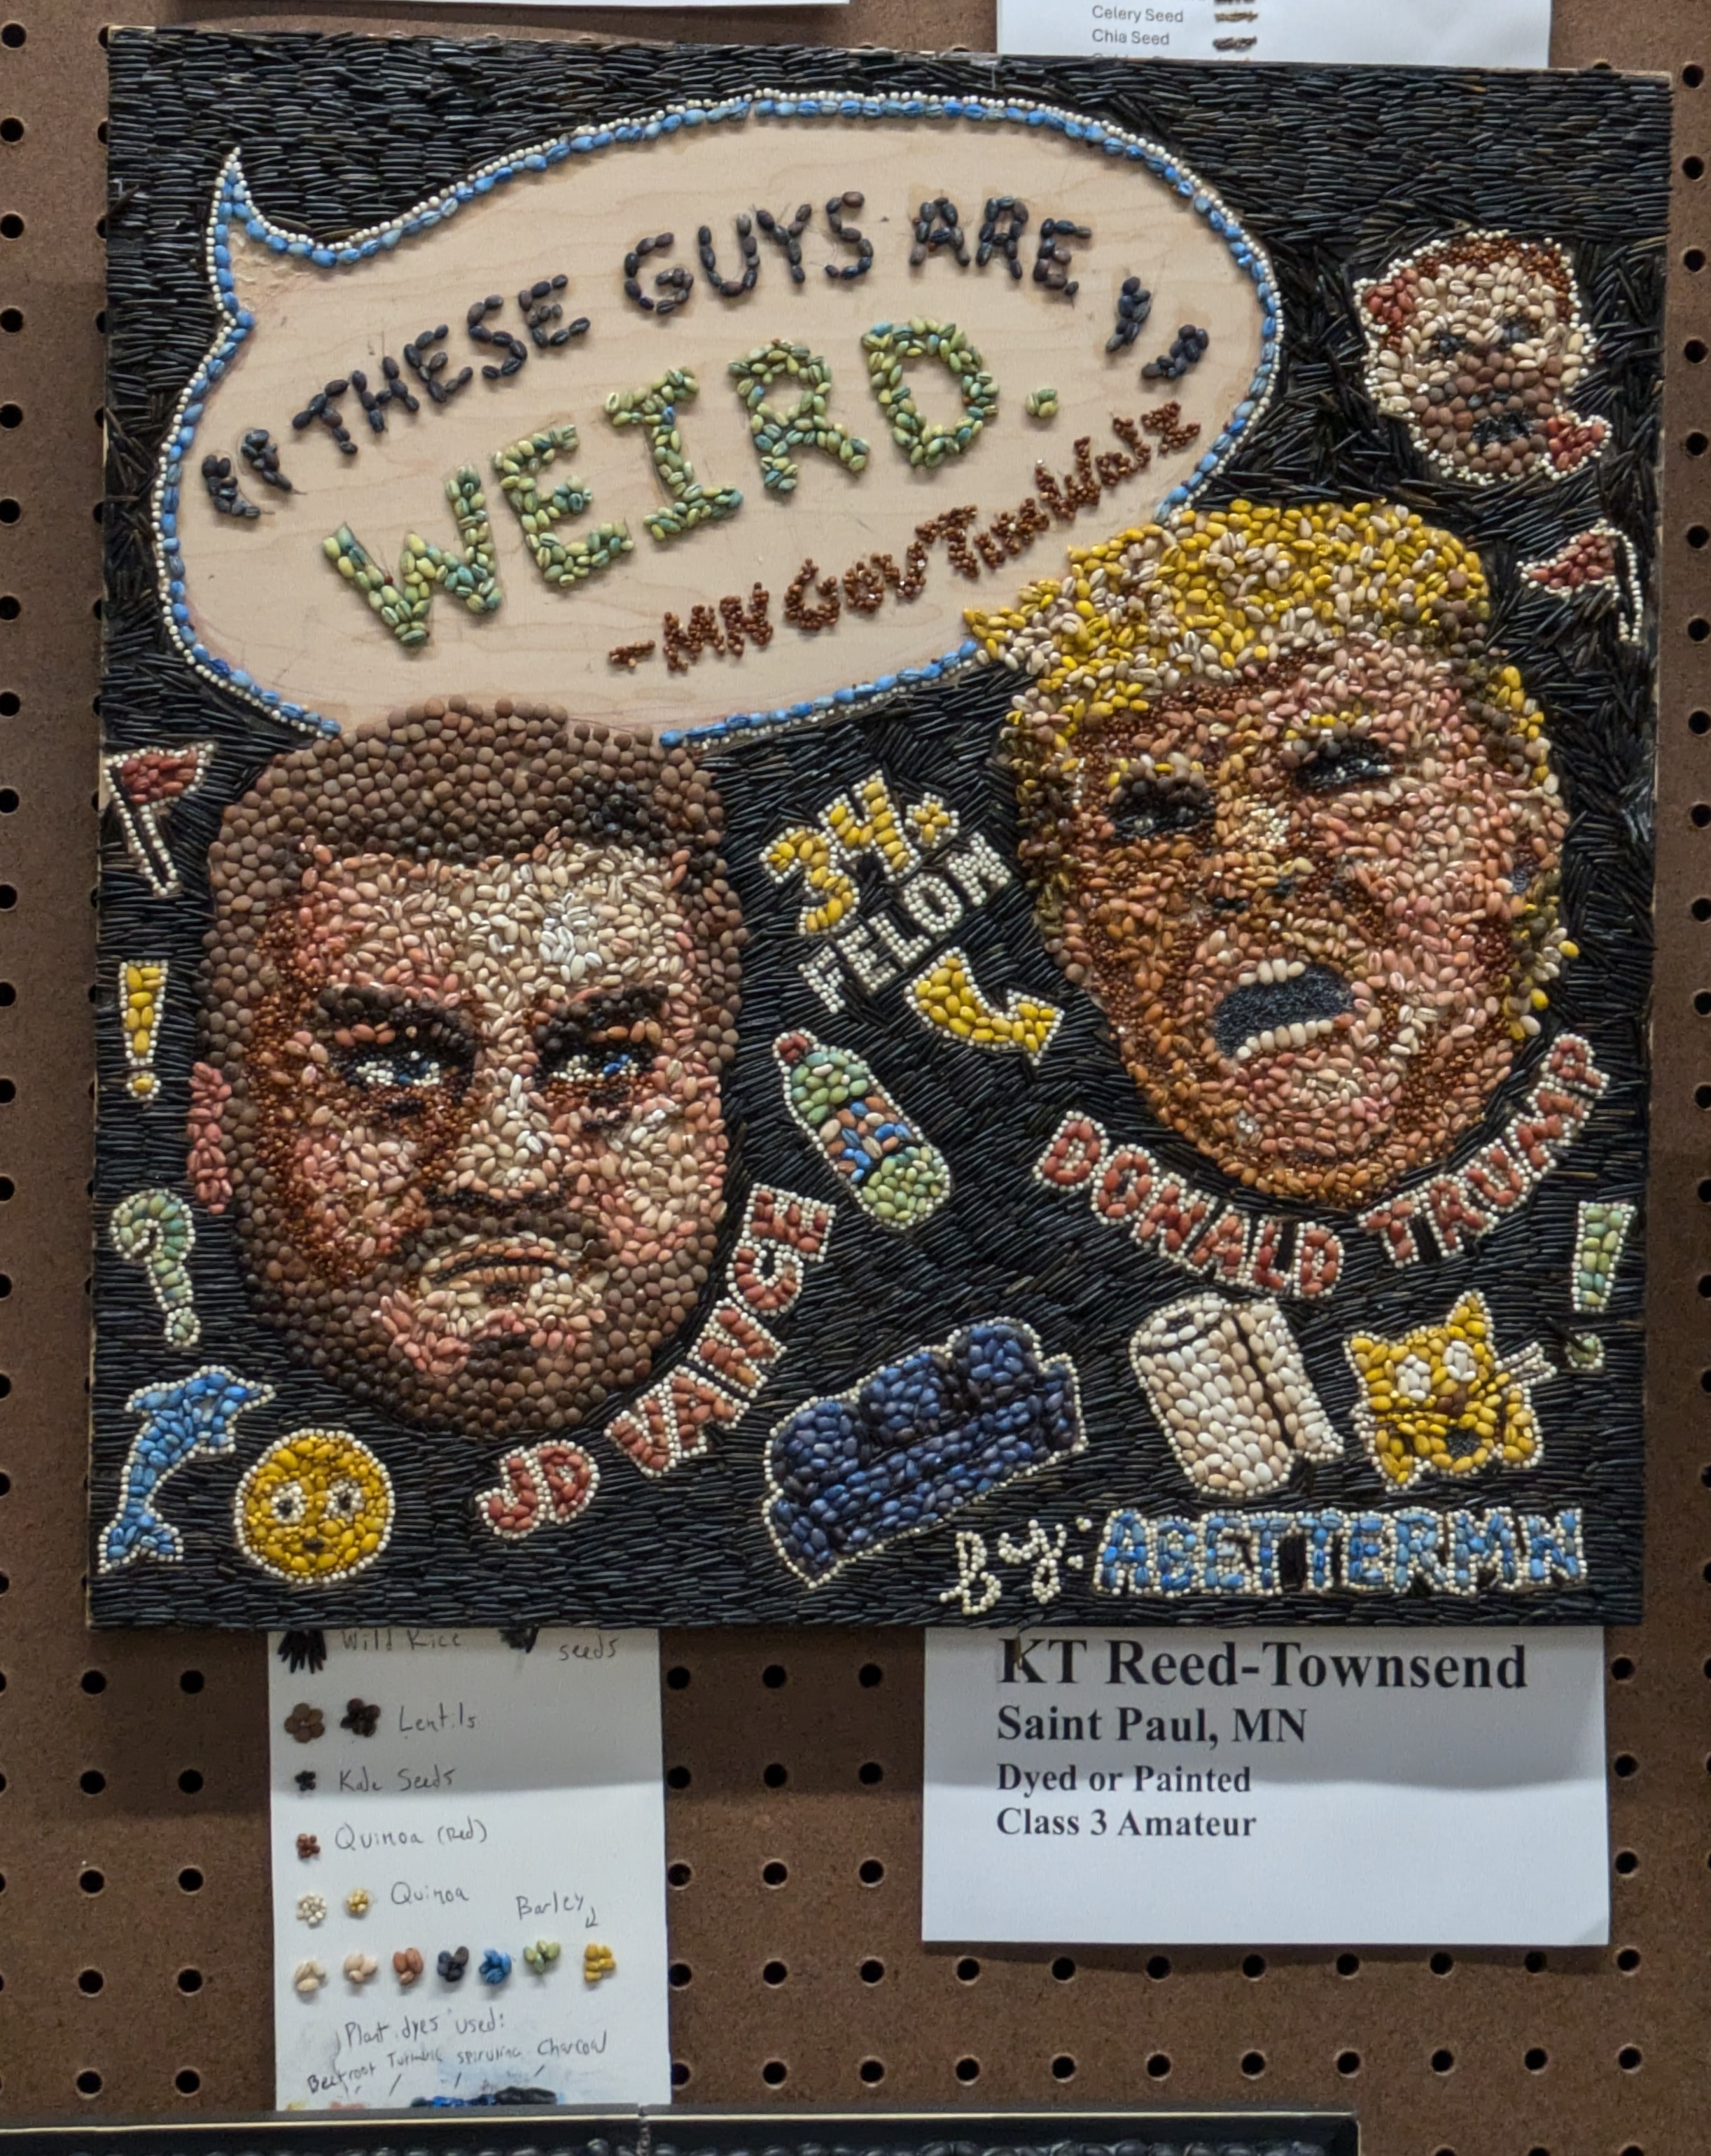 Celery Seed
Chia Seed
"THESE GUYS ARE,"
WEIRD.
-MN Gov Tim Walz
34x
FELON
DONALD TRUMP
JD VANCE
!
?
!
By: ABETTERMN
Wild Rice
seeds
Lentils
Kale Seeds
Quinoa (Red)
Quinoa
Barley
Plant dyes used:
Beetroot Turmeric spirulina Charcoal
KT Reed-Townsend
Saint Paul, MN
Dyed or Painted
Class 3 Amateur